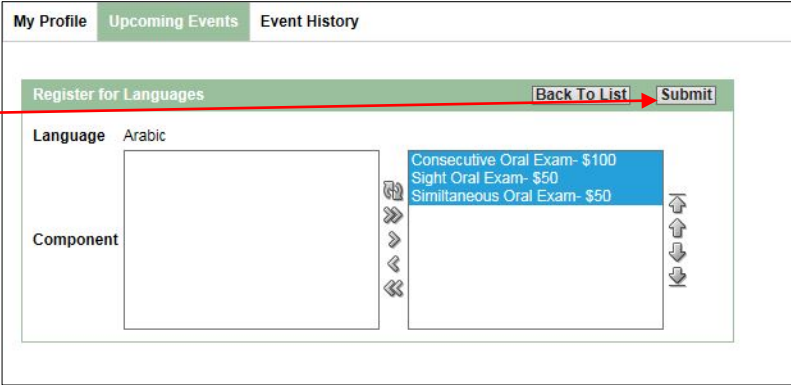 My Profile Upcoming Events Event History
Register for Languages Back To List Submit
Language Arabic
Consecutive Oral Exam- $100
Sight Oral Exam- $50
Similtaneous Oral Exam- $50
Component